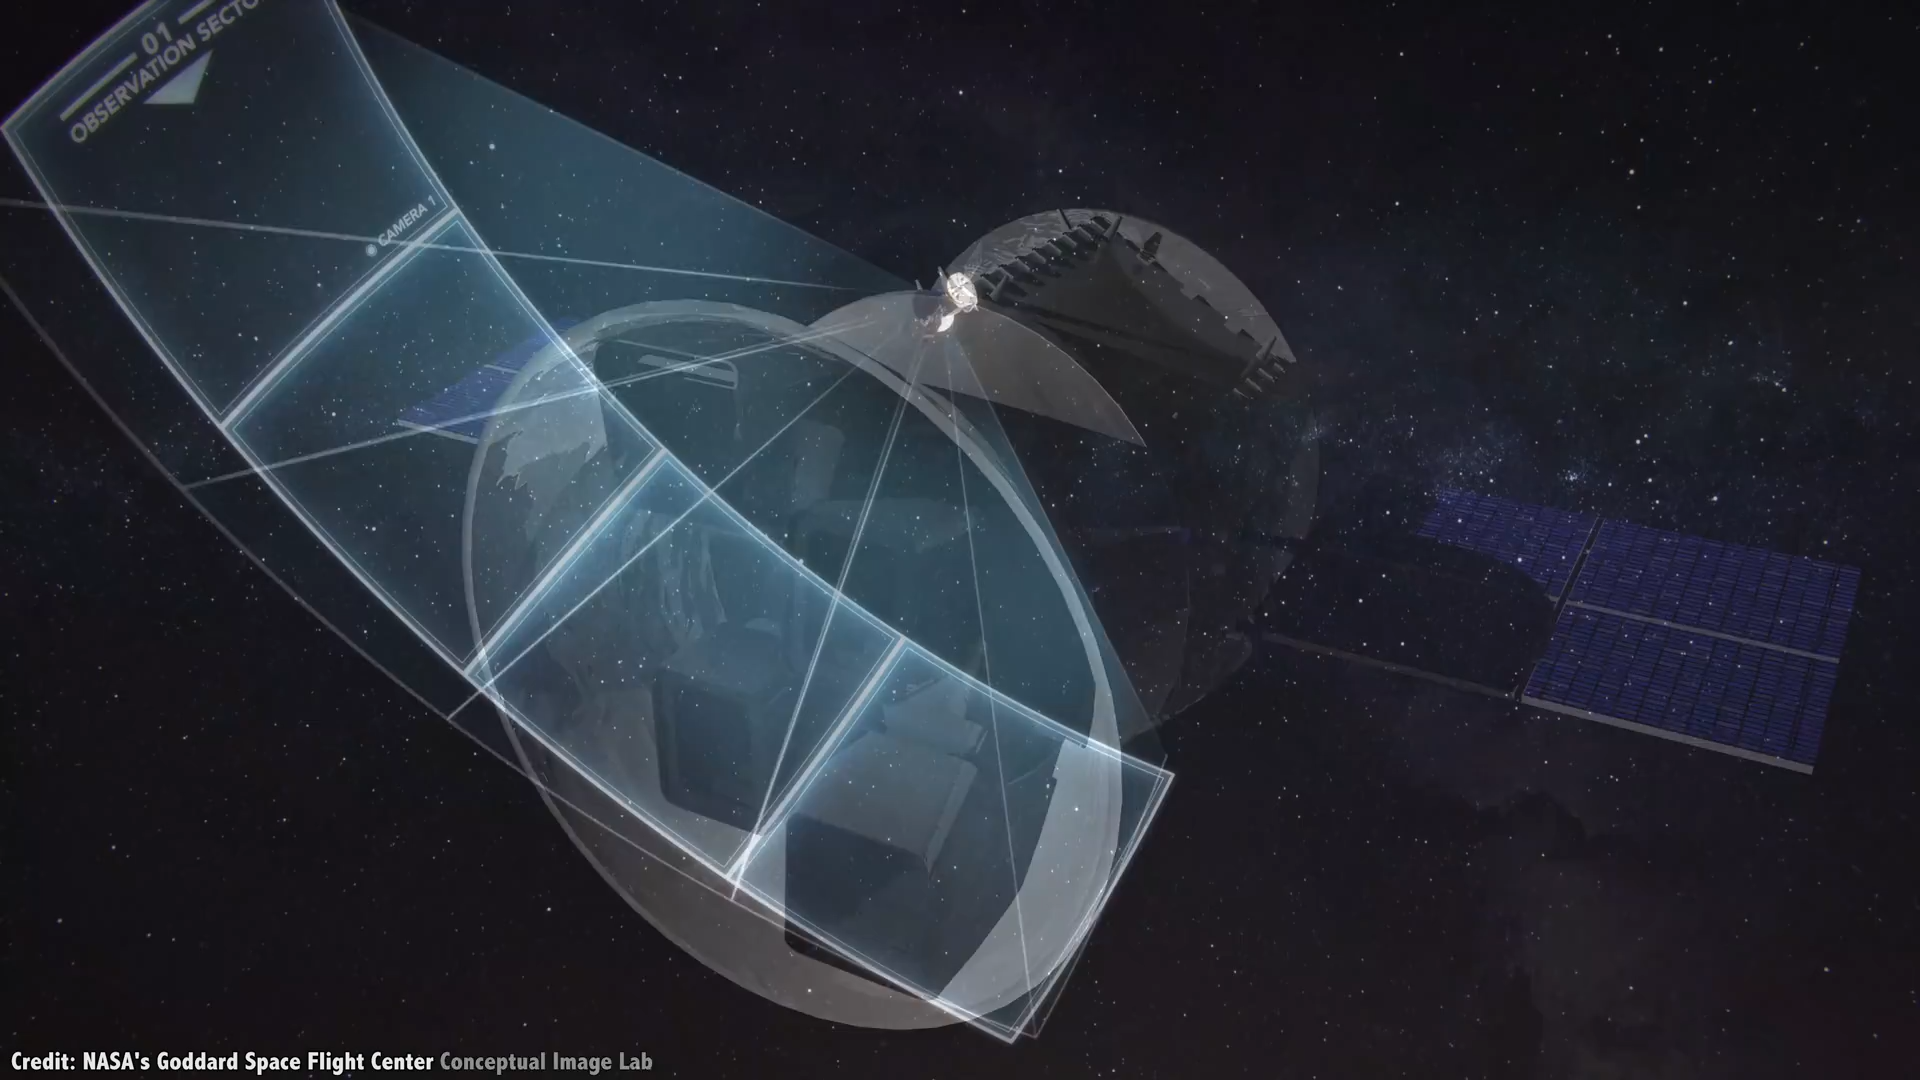 01
OBSERVATION SECTO
CAMERA 1
Credit: NASA's Goddard Space Flight Center Conceptual Image Lab